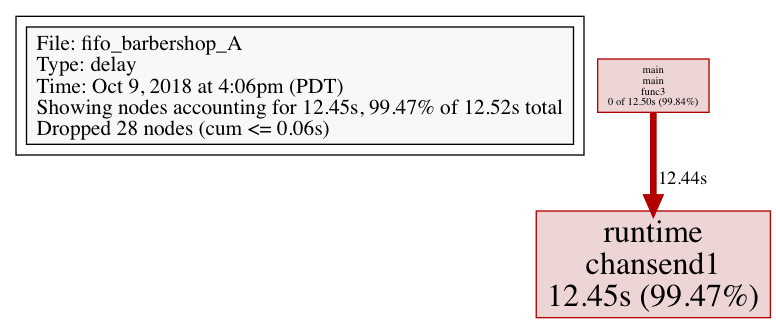 File: fifo_barbershop_A
Type: delay
Time: Oct 9, 2018 at 4:06pm (PDT)
Showing nodes accounting for 12.45s, 99.47% of 12.52s total
Dropped 28 nodes (cum <= 0.06s)
main
main
func3
0 of 12.50s (99.84%)
12.44s
runtime
chansend1
12.45s (99.47%)